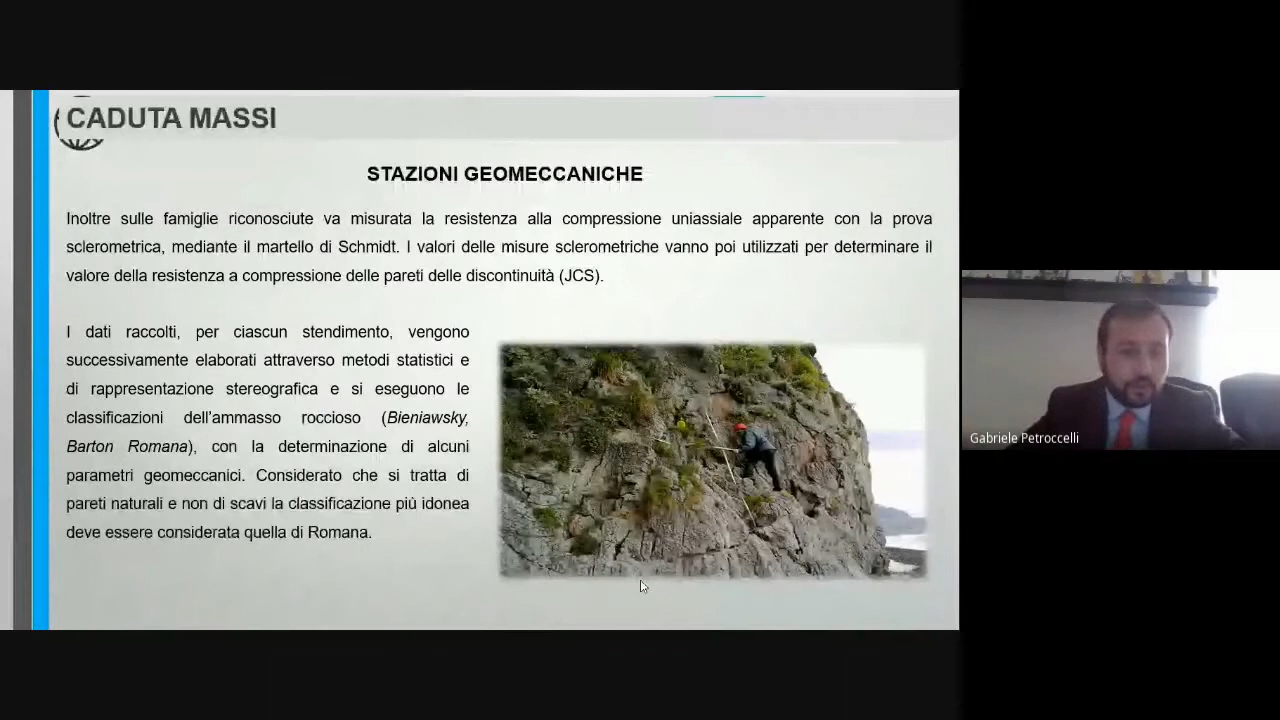 CADUTA MASSI
STAZIONI GEOMECCANICHE
Inoltre sulle famiglie riconosciute va misurata la resistenza alla compressione uniassiale apparente con la prova
sclerometrica, mediante il martello di Schmidt. I valori delle misure sclerometriche vanno poi utilizzati per determinare il
valore della resistenza a compressione delle pareti delle discontinuità (JCS).
I dati raccolti, per ciascun stendimento, vengono
successivamente elaborati attraverso metodi statistici e
di rappresentazione stereografica e si eseguono le
classificazioni dell'ammasso roccioso (Bieniawsky,
Barton Romana), con la determinazione di alcuni
parametri geomeccanici. Considerato che si tratta di
pareti naturali e non di scavi la classificazione più idonea
deve essere considerata quella di Romana.
Gabriele Petroccelli